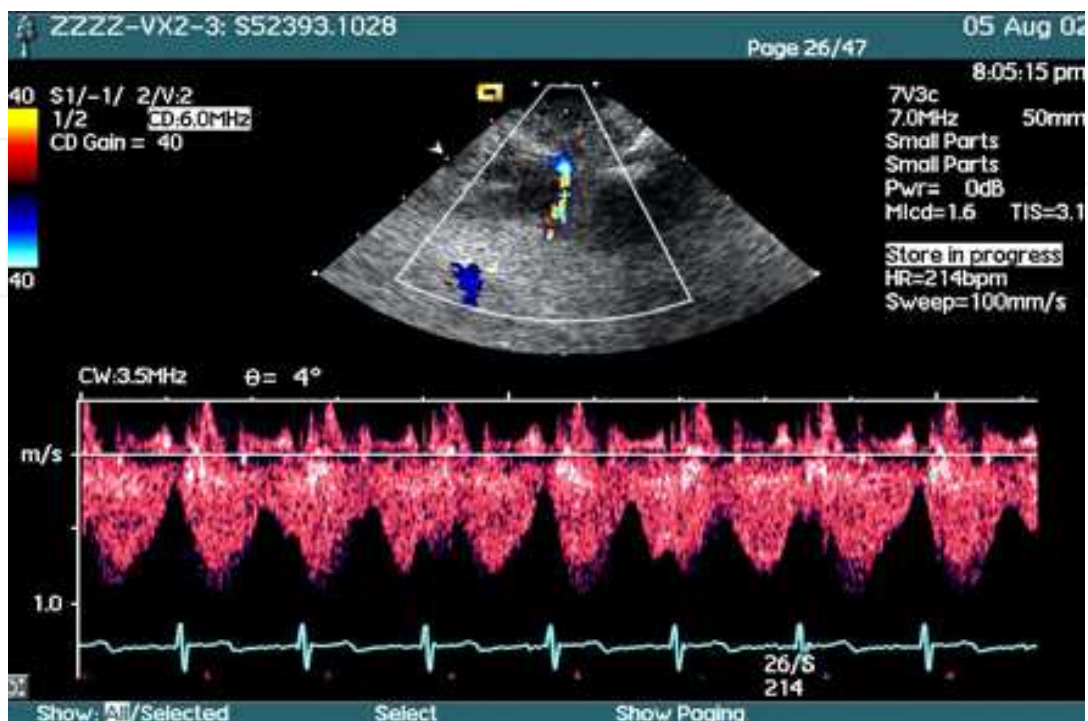 ZZZZ-VX2-3: S52393.1028
05 Aug 02
Page 26/47
8:05:15 pm
40 S1/-1/ 2/V:2
1/2 CD:6.0MHz
CD Gain = 40
40
7V3c
7.0MHz 50mm
Small Parts
Small Parts
Pwr= 0dB
MIcd=1.6 TIS=3.1
Store in progress
HR=214bpm
Sweep=100mm/s
CW:3.5MHz θ= 4°
m/s
1.0
26/S
214
Show: All/Selected Select Show Paging